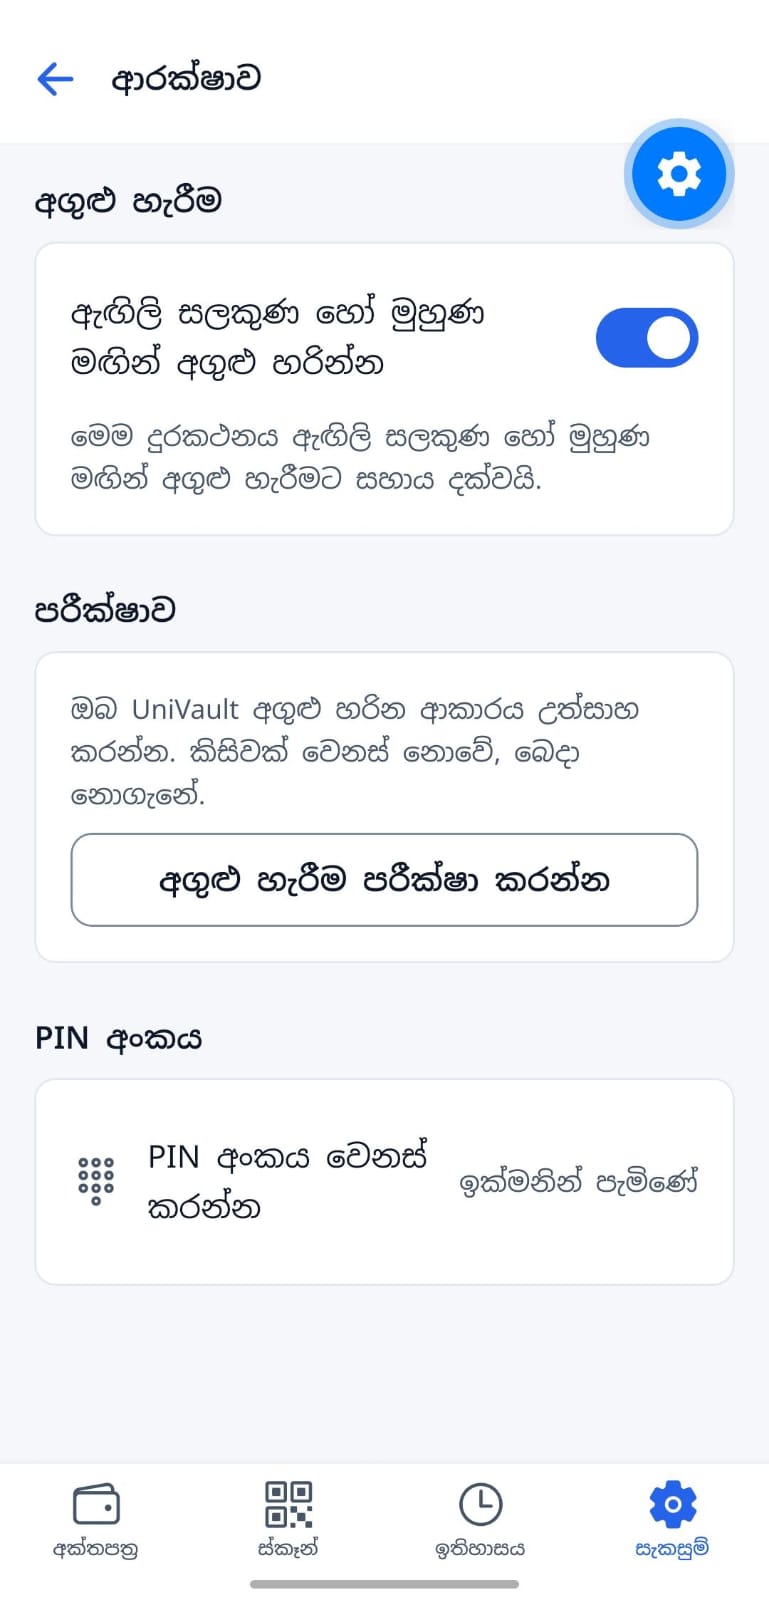 ආරක්ෂාව
අගුළු හැරීම
ඇඟිලි සලකුණ හෝ මුහුණ
මඟින් අගුළු හරින්න
මෙම දුරකථනය ඇඟිලි සලකුණ හෝ මුහුණ
මඟින් අගුළු හැරීමට සහාය දක්වයි.
පරීක්ෂාව
ඔබ UniVault අගුළු හරින ආකාරය උත්සාහ
කරන්න. කිසිවක් වෙනස් නොවේ, බෙදා
නොගැනේ.
අගුළු හැරීම පරීක්ෂා කරන්න
PIN අංකය
PIN අංකය වෙනස්
කරන්න
ඉක්මනින් පැමිණේ
අක්තපත්‍ර
ස්කෑන්
ඉතිහාසය
සැකසුම්